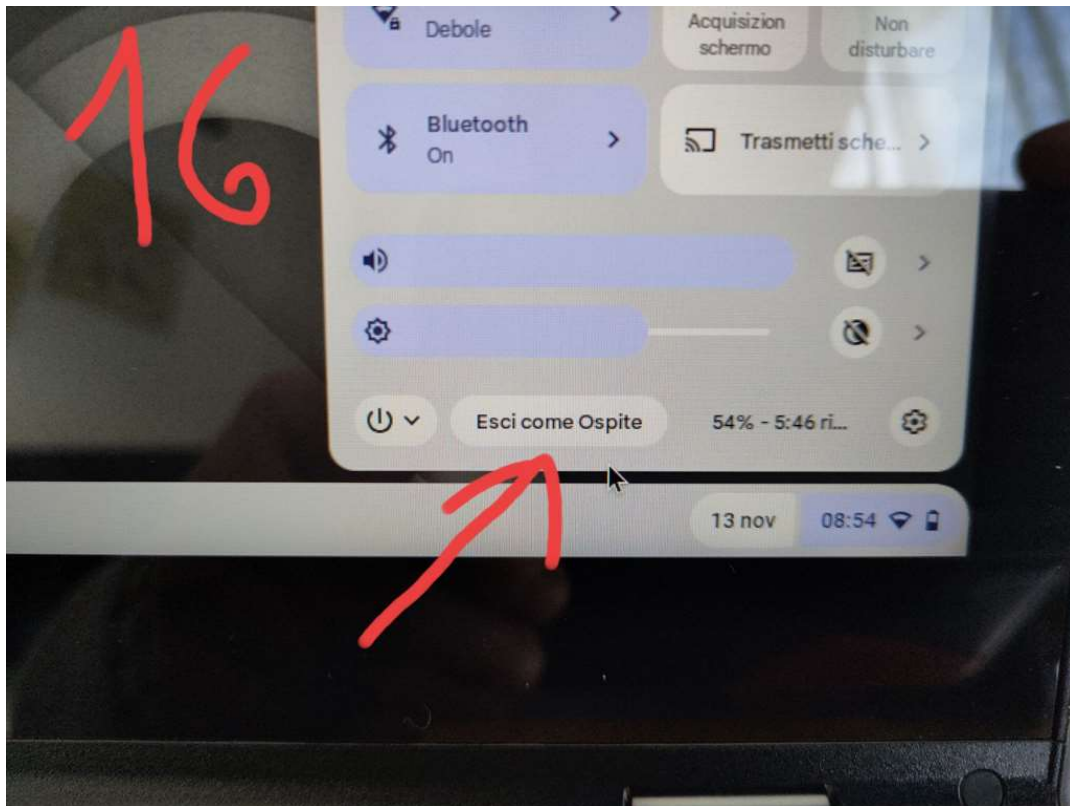 16
Debole
Acquisizion
schermo
Non
disturbare
Bluetooth
On
Trasmetti sche...
Esci come Ospite
54% - 5:46 ri...
13 nov
08:54